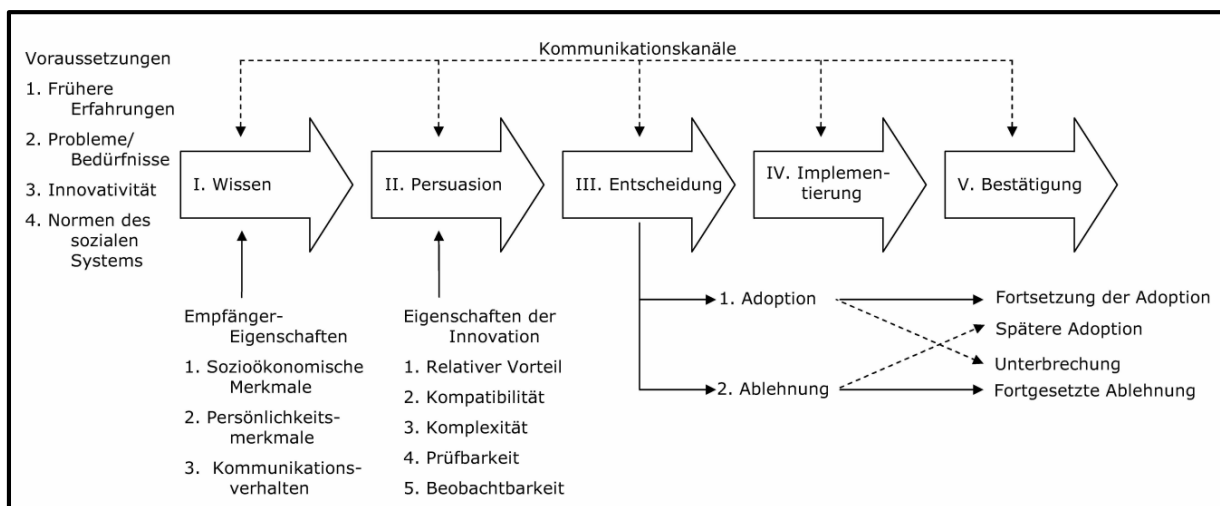 Kommunikationskanäle
Voraussetzungen
1. Frühere
Erfahrungen
2. Probleme/
Bedürfnisse
3. Innovativität
4. Normen des
sozialen
Systems
I. Wissen
II. Persuasion
III. Entscheidung
IV. Implemen-
tierung
V. Bestätigung
Empfänger-
Eigenschaften
1. Sozioökonomische
Merkmale
2. Persönlichkeits-
merkmale
3. Kommunikations-
verhalten
Eigenschaften der
Innovation
1. Relativer Vorteil
2. Kompatibilität
3. Komplexität
4. Prüfbarkeit
5. Beobachtbarkeit
1. Adoption
2. Ablehnung
Fortsetzung der Adoption
Spätere Adoption
Unterbrechung
Fortgesetzte Ablehnung